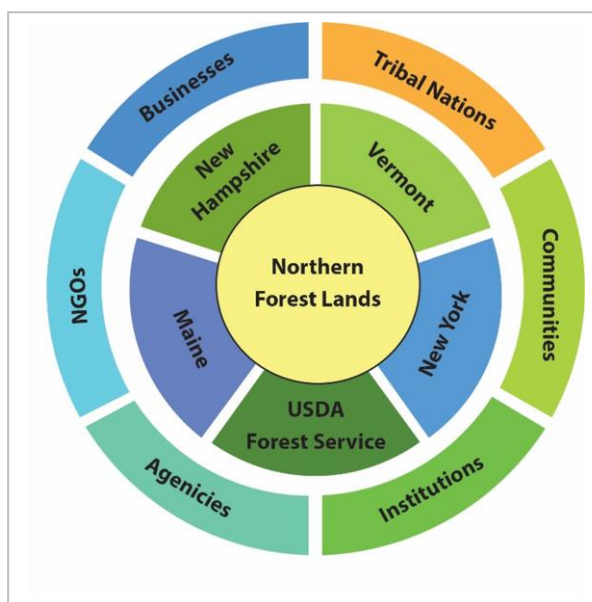 Businesses
Tribal Nations
New
Hampshire
Vermont
NGOs
Communities
Northern
Forest Lands
Maine
New York
USDA
Forest Service
Agenicies
Institutions